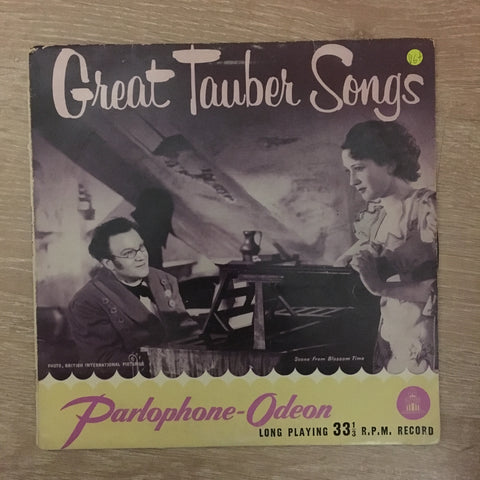 Great Tauber Songs
PHOTO, BRITISH INTERNATIONAL PICTURES
Scene from Blossom Time
Parlophone-Odeon
LONG PLAYING 33⅓ R.P.M. RECORD